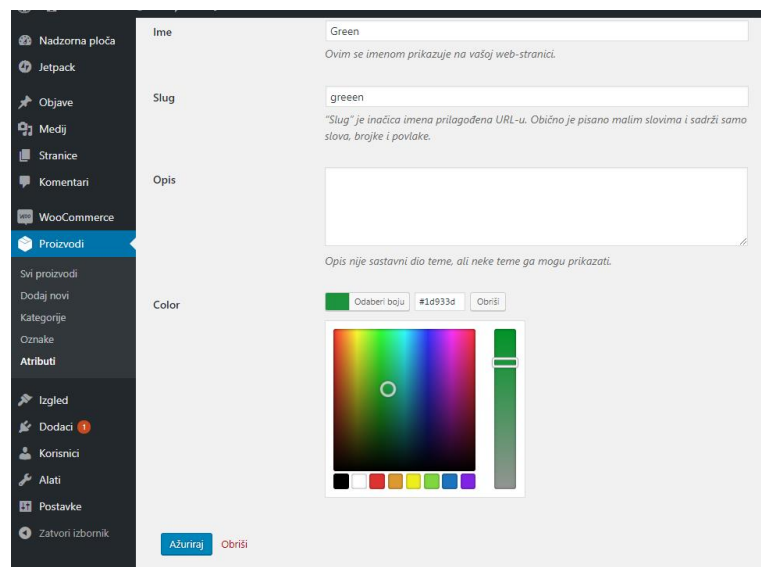 Nadzorna ploča
Jetpack
Objave
Medij
Stranice
Komentari
WooCommerce
Proizvodi
Svi proizvodi
Dodaj novi
Kategorije
Oznake
Atributi
Izgled
Dodaci 1
Korisnici
Alati
Postavke
Zatvori izbornik
Ime
Green
Ovim se imenom prikazuje na vašoj web-stranici.
Slug
greeen
"Slug" je inačica imena prilagođena URL-u. Obično je pisano malim slovima i sadrži samo
slova, brojke i povlake.
Opis
Opis nije sastavni dio teme, ali neke teme ga mogu prikazati.
Color
Odaberi boju #1d933d Obriši
Ažuriraj Obriši